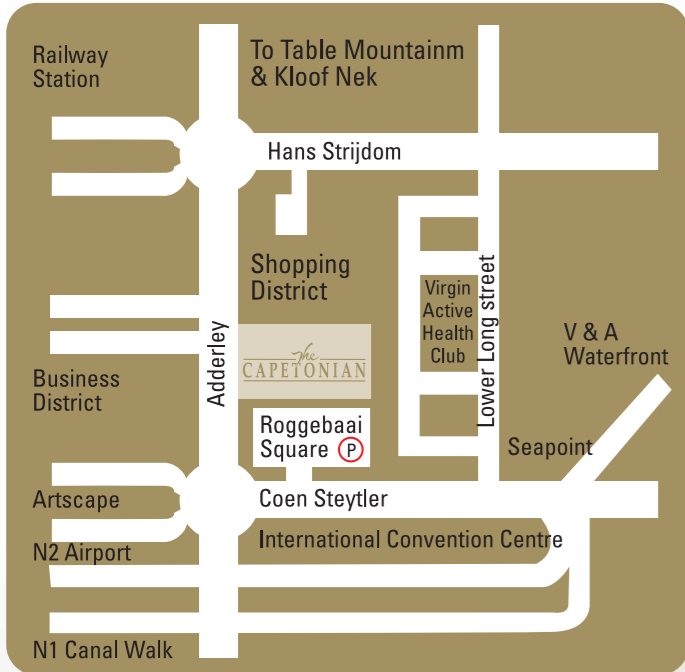 Railway
Station
To Table Mountainm
& Kloof Nek
Hans Strijdom
Shopping
District
Virgin
Active
Health
Club
Lower Long street
V & A
Waterfront
Adderley
The
CAPETONIAN
Business
District
Roggebaai
Square P
Seapoint
Artscape
Coen Steytler
N2 Airport
International Convention Centre
N1 Canal Walk